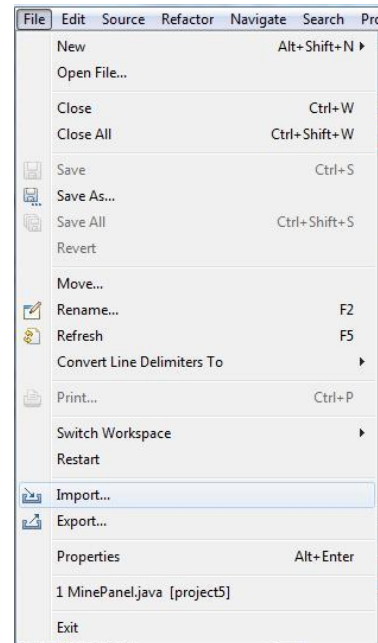 File Edit Source Refactor Navigate Search
New Alt+Shift+N
Open File...
Close Ctrl+W
Close All Ctrl+Shift+W
Save Ctrl+S
Save As...
Save All Ctrl+Shift+S
Revert
Move...
Rename... F2
Refresh F5
Convert Line Delimiters To
Print... Ctrl+P
Switch Workspace
Restart
Import...
Export...
Properties Alt+Enter
1 MinePanel.java [project5]
Exit